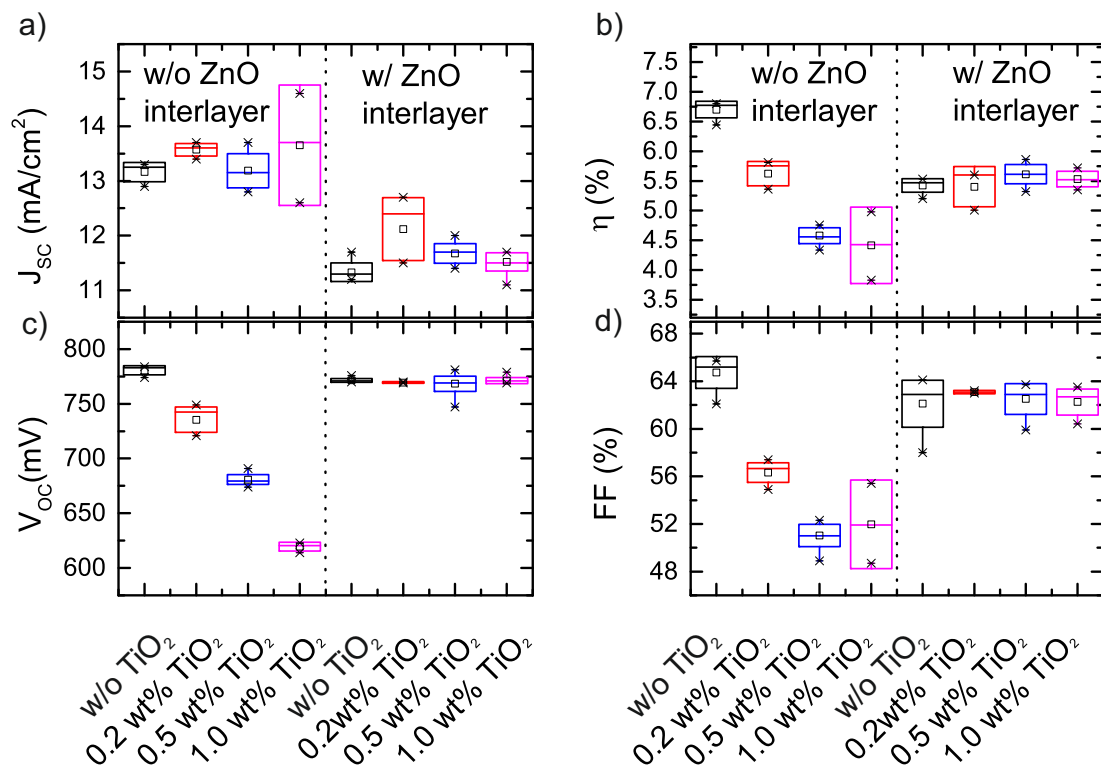 a)
w/o ZnO
interlayer
w/ ZnO
interlayer
J_SC (mA/cm²)
15
14
13
12
11
b)
w/o ZnO
interlayer
w/ ZnO
interlayer
η (%)
7.5
7.0
6.5
6.0
5.5
5.0
4.5
4.0
3.5
c)
V_OC(mV)
800
750
700
650
600
d)
FF (%)
68
64
60
56
52
48
w/o TiO₂
0.2 wt% TiO₂
0.5 wt% TiO₂
1.0 wt% TiO₂
w/o TiO₂
0.2wt% TiO₂
0.5 wt% TiO₂
1.0 wt% TiO₂
w/o TiO₂
0.2 wt% TiO₂
0.5 wt% TiO₂
1.0 wt% TiO₂
w/o TiO₂
0.2wt% TiO₂
0.5 wt% TiO₂
1.0 wt% TiO₂